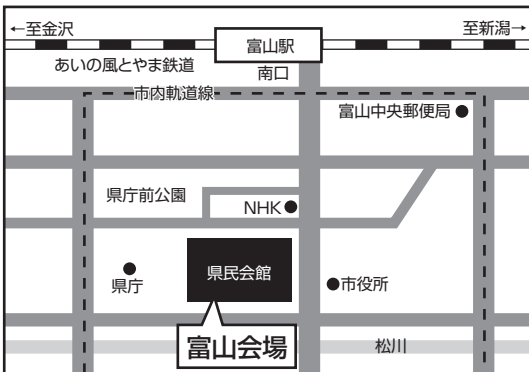 ←至金沢
至新潟→
富山駅
あいの風とやま鉄道
南口
市内軌道線
富山中央郵便局
県庁前公園
NHK
県庁
県民会館
市役所
富山会場
松川